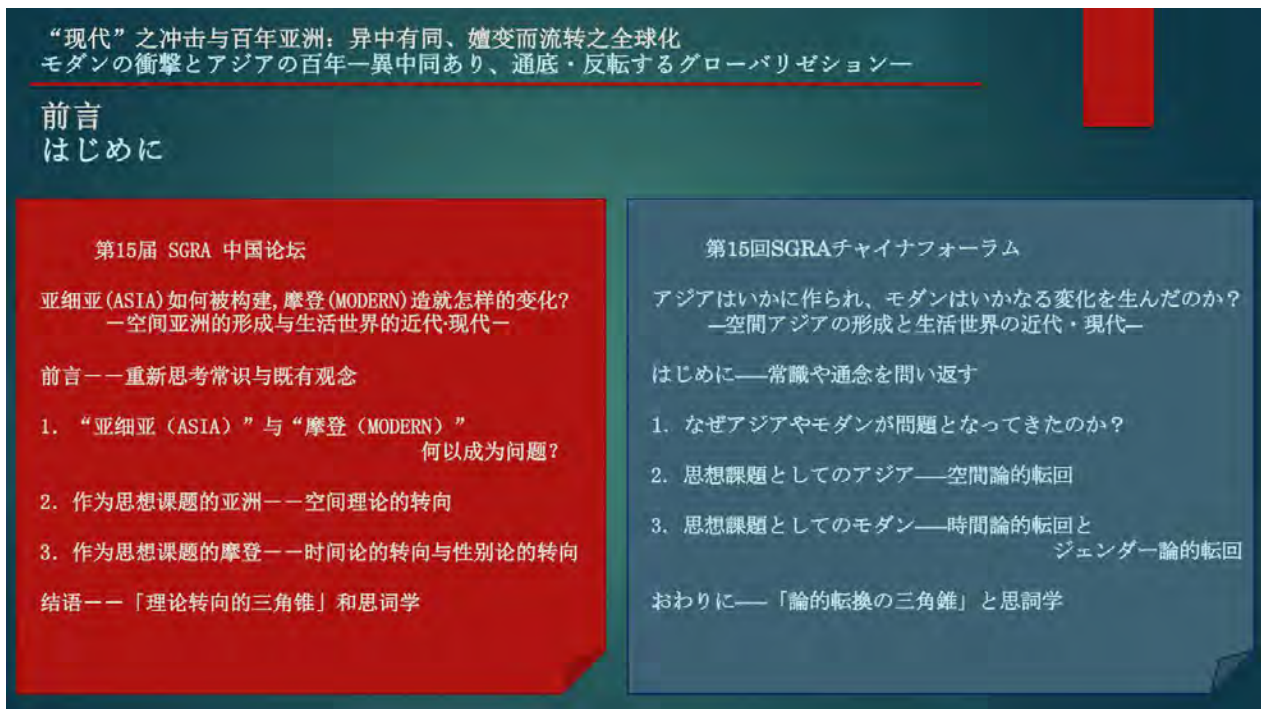 “现代”之冲击与百年亚洲：异中有同、嬗变而流转之全球化
モダンの衝撃とアジアの百年—異中同あり、通底・反転するグローバリゼション—
前言
はじめに
第15届 SGRA 中国论坛
亚细亚(ASIA)如何被构建,摩登(MODERN)造就怎样的变化?
—空间亚洲的形成与生活世界的近代·现代—
前言——重新思考常识与既有观念
1. “亚细亚（ASIA）”与“摩登（MODERN）”
何以成为问题?
2. 作为思想课题的亚洲——空间理论的转向
3. 作为思想课题的摩登——时间论的转向与性别论的转向
结语——「理论转向的三角锥」和思词学
第15回SGRAチャイナフォーラム
アジアはいかに作られ、モダンはいかなる変化を生んだのか？
—空間アジアの形成と生活世界の近代・現代—
はじめに——常識や通念を問い返す
1. なぜアジアやモダンが問題となってきたのか？
2. 思想課題としてのアジア——空間論的転回
3. 思想課題としてのモダン——時間論的転回と
ジェンダー論的転回
おわりに——「論的転換の三角錐」と思詞学